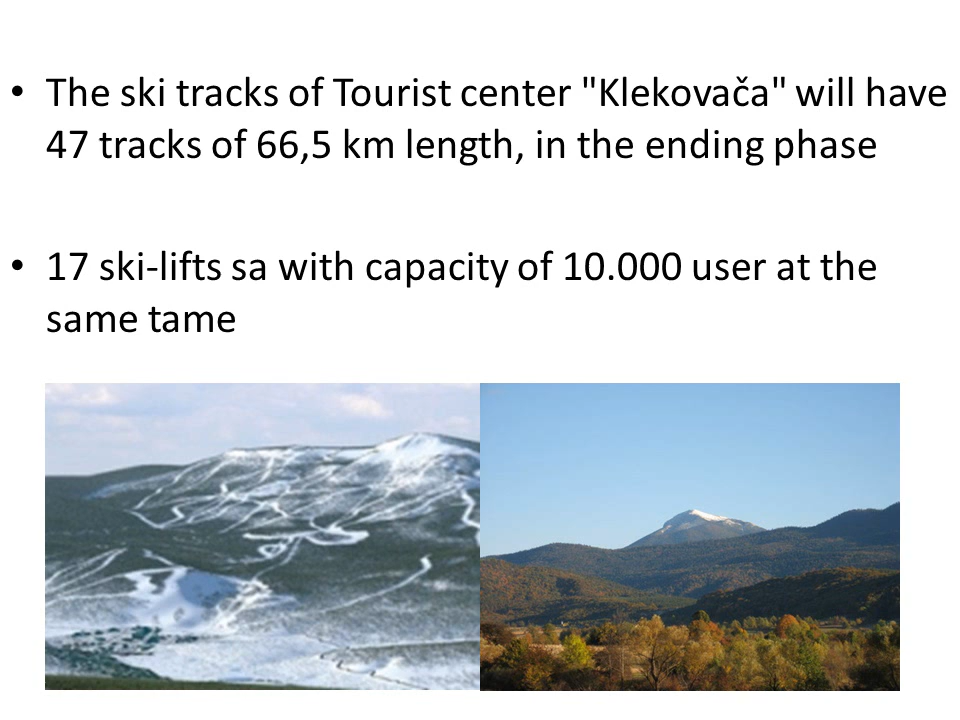 • The ski tracks of Tourist center "Klekovača" will have
47 tracks of 66,5 km length, in the ending phase
• 17 ski-lifts sa with capacity of 10.000 user at the
same tame